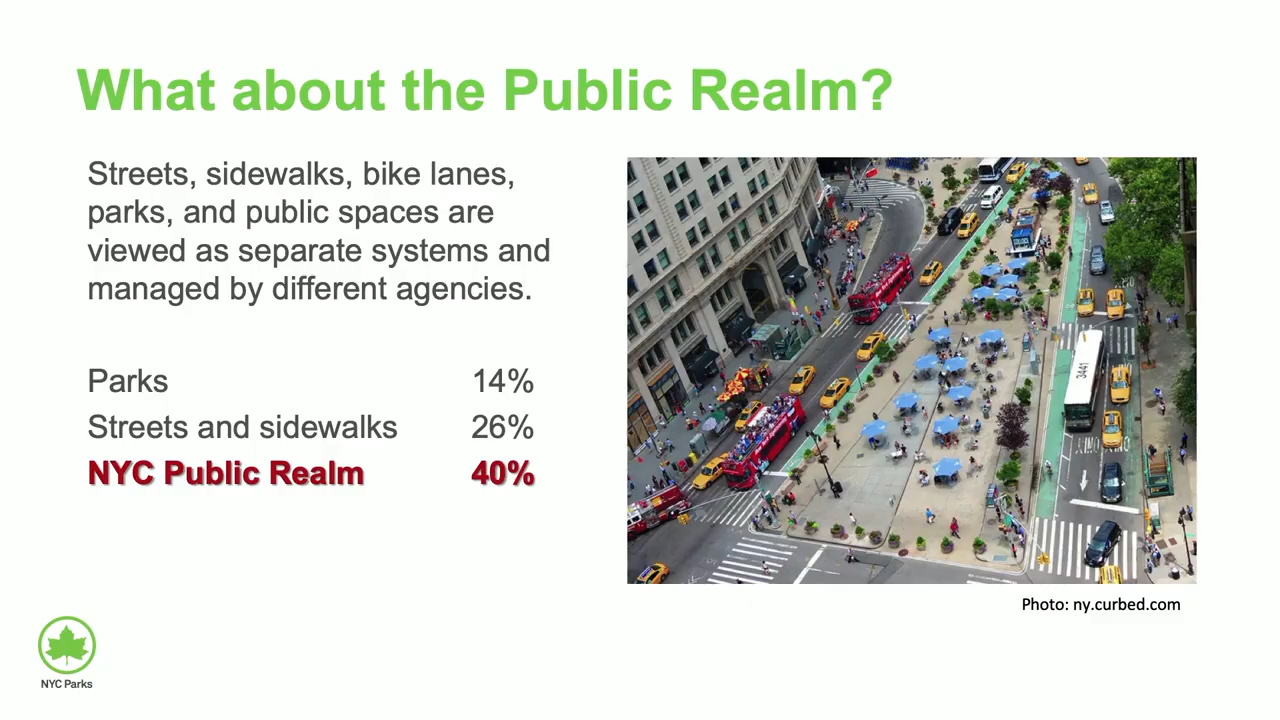 What about the Public Realm?
Streets, sidewalks, bike lanes,
parks, and public spaces are
viewed as separate systems and
managed by different agencies.
Parks 14%
Streets and sidewalks 26%
NYC Public Realm 40%
3441
Photo: ny.curbed.com
NYC Parks